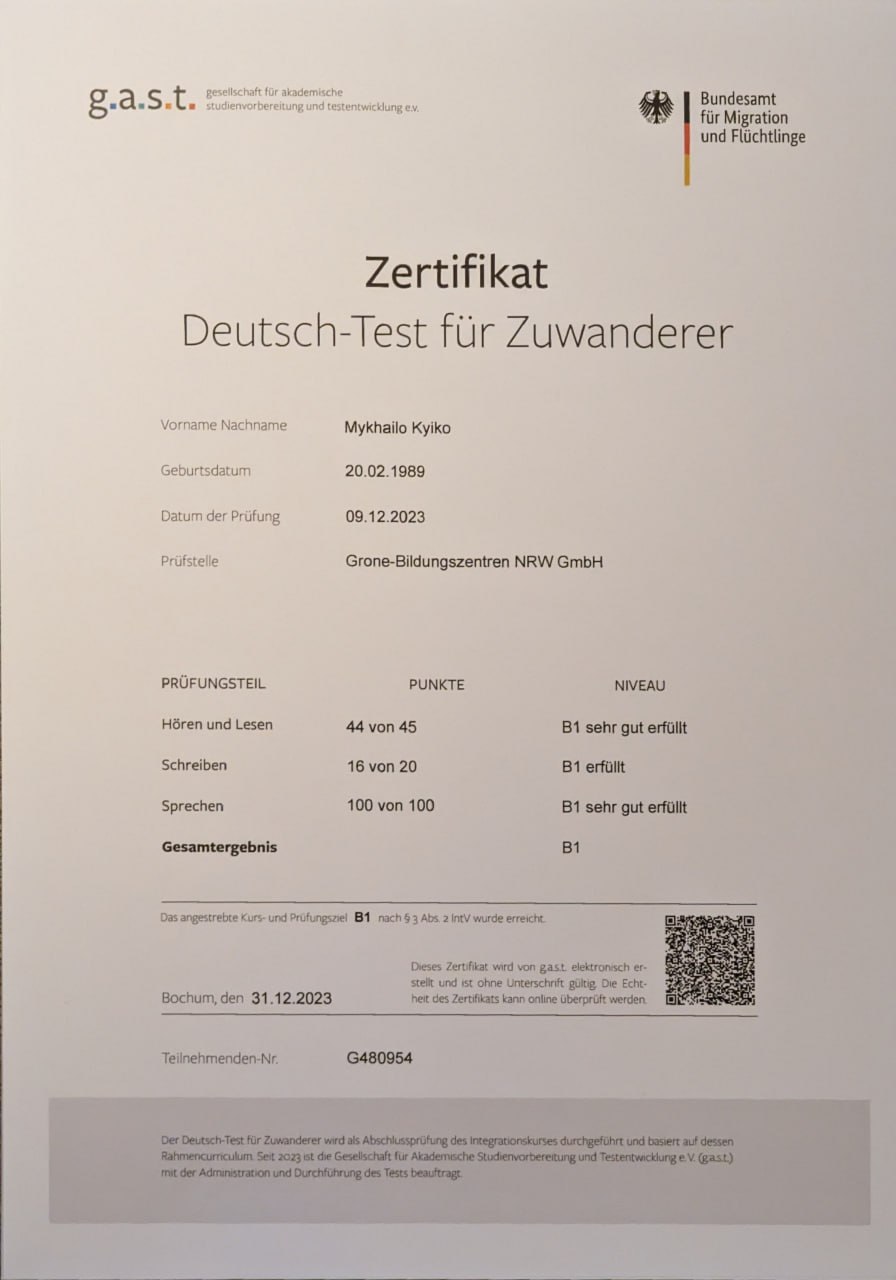 g.a.s.t. gesellschaft für akademische
studienvorbereitung und testentwicklung e.v.
Bundesamt
für Migration
und Flüchtlinge
Zertifikat
Deutsch-Test für Zuwanderer
Vorname Nachname Mykhailo Kyiko
Geburtsdatum 20.02.1989
Datum der Prüfung 09.12.2023
Prüfstelle Grone-Bildungszentren NRW GmbH
PRÜFUNGSTEIL PUNKTE NIVEAU
Hören und Lesen 44 von 45 B1 sehr gut erfüllt
Schreiben 16 von 20 B1 erfüllt
Sprechen 100 von 100 B1 sehr gut erfüllt
Gesamtergebnis B1
Das angestrebte Kurs- und Prüfungsziel B1 nach § 3 Abs. 2 IntV wurde erreicht.
Dieses Zertifikat wird von g.a.s.t. elektronisch er-
stellt und ist ohne Unterschrift gültig. Die Echt-
heit des Zertifikats kann online überprüft werden.
Bochum, den 31.12.2023
Teilnehmenden-Nr. G480954
Der Deutsch-Test für Zuwanderer wird als Abschlussprüfung des Integrationskurses durchgeführt und basiert auf dessen
Rahmencurriculum. Seit 2023 ist die Gesellschaft für Akademische Studienvorbereitung und Testentwicklung e.V. (g.a.s.t.)
mit der Administration und Durchführung des Tests beauftragt.